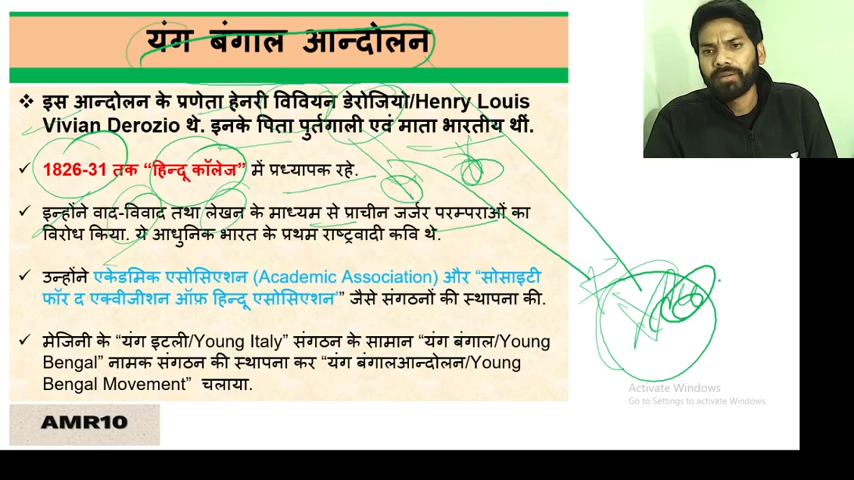 यंग बंगाल आन्दोलन
❖ इस आन्दोलन के प्रणेता हेनरी विवियन डेरोजियो/Henry Louis
Vivian Derozio थे. इनके पिता पुर्तगाली एवं माता भारतीय थीं.
✓ 1826-31 तक “हिन्दू कॉलेज” में प्रध्यापक रहे.
✓ इन्होंने वाद-विवाद तथा लेखन के माध्यम से प्राचीन जर्जर परम्पराओं का
विरोध किया. ये आधुनिक भारत के प्रथम राष्ट्रवादी कवि थे.
✓ उन्होंने एकेडमिक एसोसिएशन (Academic Association) और “सोसाइटी
फॉर द एक्वीजीशन ऑफ़ हिन्दू एसोसिएशन” जैसे संगठनों की स्थापना की.
✓ मेजिनी के “यंग इटली/Young Italy” संगठन के सामान “यंग बंगाल/Young
Bengal” नामक संगठन की स्थापना कर “यंग बंगालआन्दोलन/Young
Bengal Movement” चलाया.
AMR10
Activate Windows
Go to Settings to activate Windows.